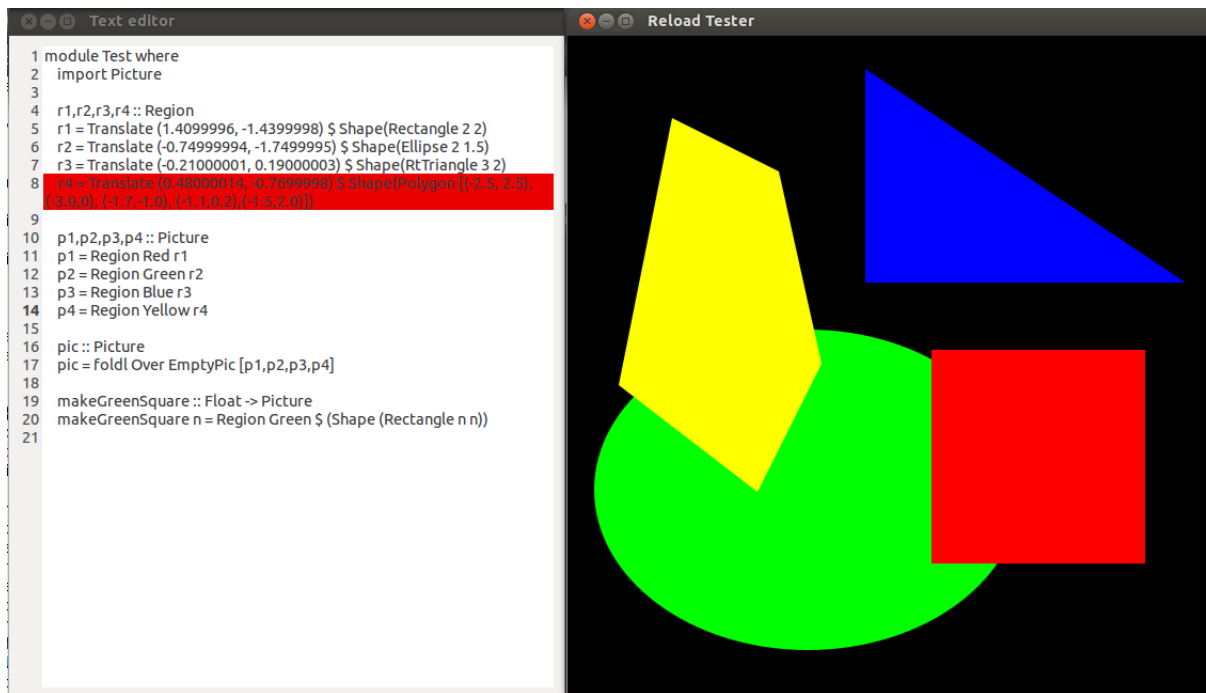 Text editor
Reload Tester
1 module Test where
2 import Picture
3
4 r1,r2,r3,r4 :: Region
5 r1 = Translate (1.4099996, -1.4399998) $ Shape(Rectangle 2 2)
6 r2 = Translate (-0.74999994, -1.7499995) $ Shape(Ellipse 2 1.5)
7 r3 = Translate (-0.21000001, 0.19000003) $ Shape(RtTriangle 3 2)
8 r4 = Translate (0.48000014, -0.7699998) $ Shape(Polygon [(-2.5, 2.5),
(-3.0,0), (-1.7,-1.0), (-1.1,0.2),(-1.5,2.0)])
9
10 p1,p2,p3,p4 :: Picture
11 p1 = Region Red r1
12 p2 = Region Green r2
13 p3 = Region Blue r3
14 p4 = Region Yellow r4
15
16 pic :: Picture
17 pic = foldl Over EmptyPic [p1,p2,p3,p4]
18
19 makeGreenSquare :: Float -> Picture
20 makeGreenSquare n = Region Green $ (Shape (Rectangle n n))
21